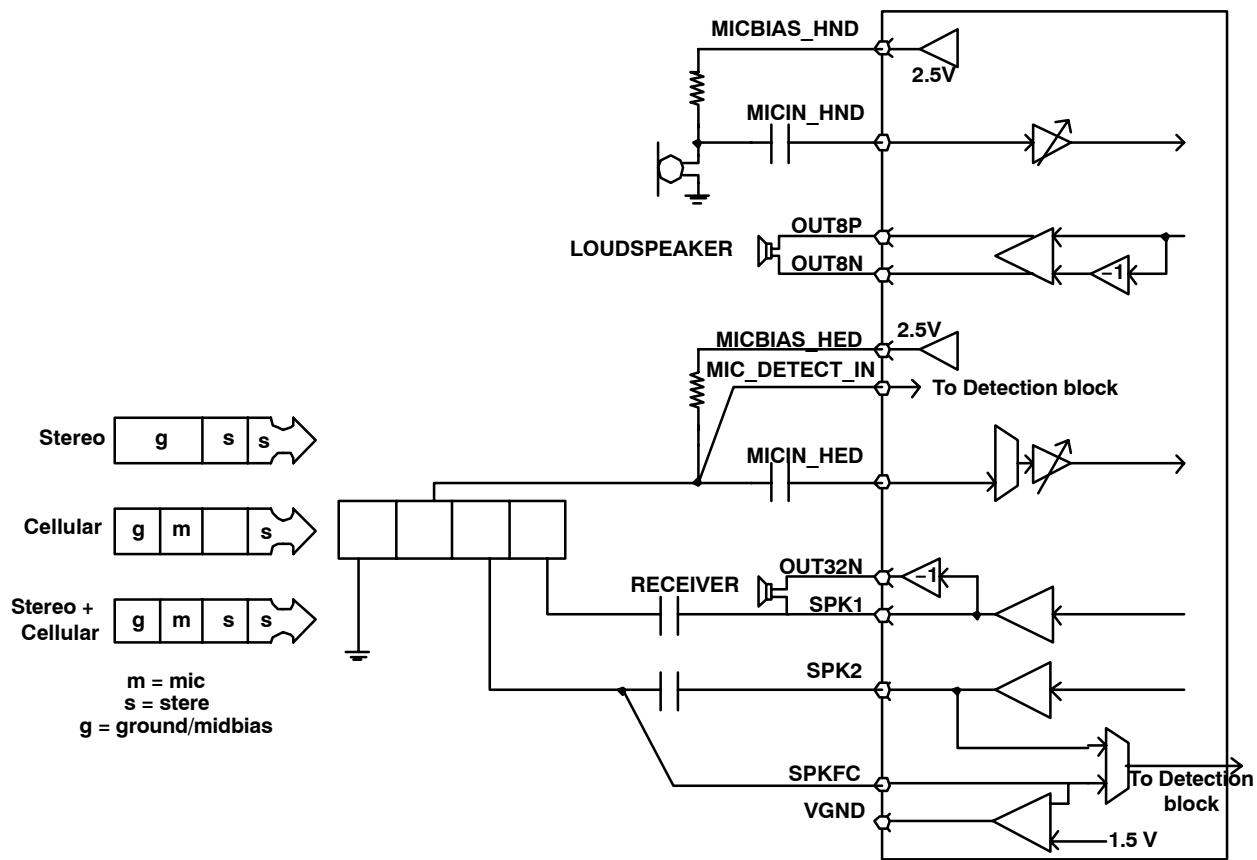 MICBIAS_HND
2.5V
MICIN_HND
OUT8P
LOUDSPEAKER
OUT8N
−1
MICBIAS_HED
2.5V
MIC_DETECT_IN
To Detection block
Stereo
g s s
MICIN_HED
Cellular
g m s
OUT32N
−1
RECEIVER
SPK1
Stereo +
Cellular
g m s s
SPK2
m = mic
s = stere
g = ground/midbias
SPKFC
To Detection
block
VGND
1.5 V